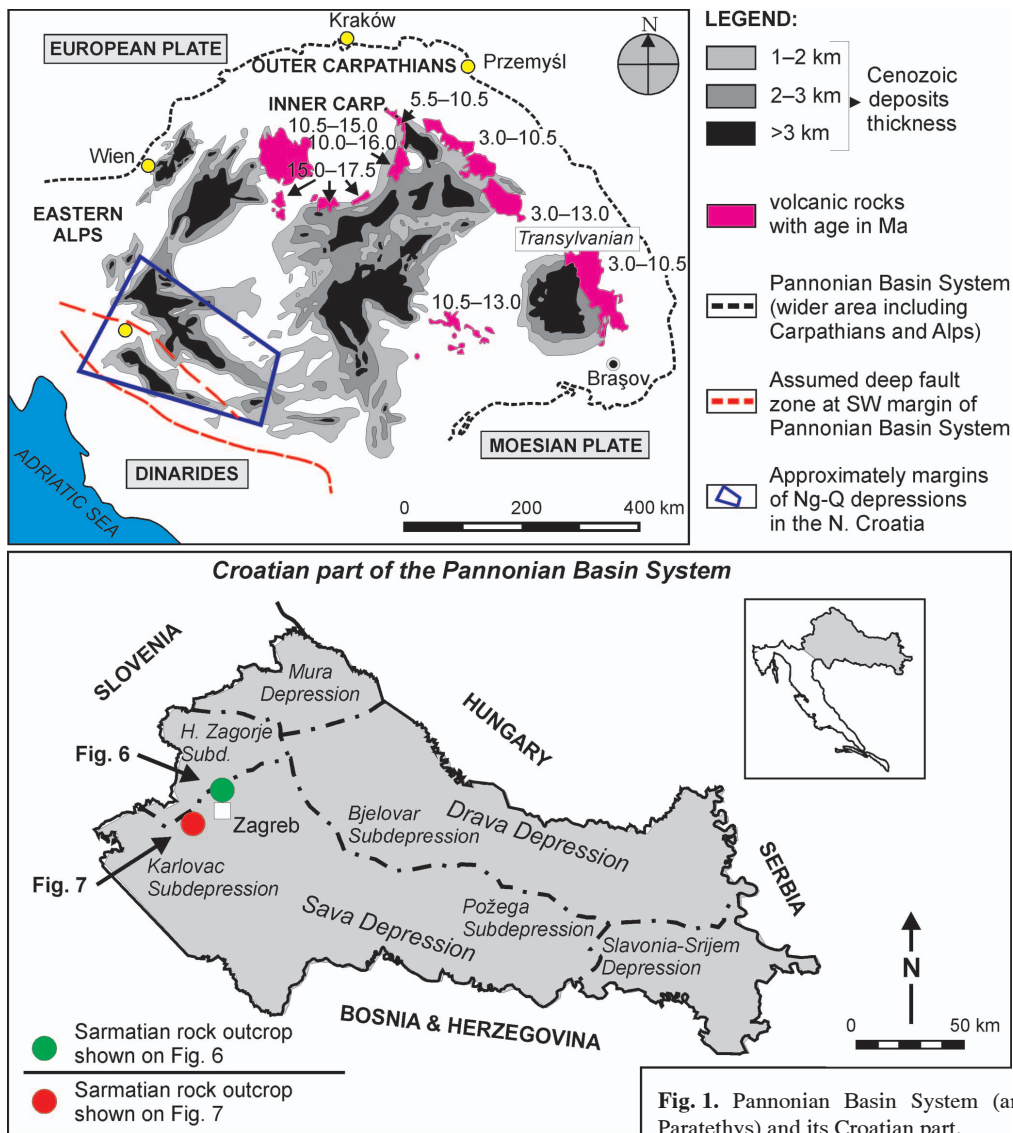 Kraków
EUROPEAN PLATE
OUTER CARPATHIANS
Przemyśl
N
INNER CARP.
5.5–10.5
10.5–15.0
10.0–16.0
3.0–10.5
Wien
15.0–17.5
EASTERN
ALPS
3.0–13.0
Transylvanian
3.0–10.5
10.5–13.0
Braşov
MOESIAN PLATE
DINARIDES
ADRIATIC SEA
0 200 km 400 km
LEGEND:
1–2 km
2–3 km
>3 km
Cenozoic
deposits
thickness
volcanic rocks
with age in Ma
Pannonian Basin System
(wider area including
Carpathians and Alps)
Assumed deep fault
zone at SW margin of
Pannonian Basin System
Approximately margins
of Ng-Q depressions
in the N. Croatia
Croatian part of the Pannonian Basin System
SLOVENIA
Mura
Depression
HUNGARY
H. Zagorje
Subd.
Fig. 6
Zagreb
Bjelovar
Subdepression
Drava Depression
SERBIA
Fig. 7
Karlovac
Subdepression
Sava Depression
Požega
Subdepression
Slavonia-Srijem
Depression
N
BOSNIA & HERZEGOVINA
0 50 km
Sarmatian rock outcrop
shown on Fig. 6
Sarmatian rock outcrop
shown on Fig. 7
Fig. 1. Pannonian Basin System (an
Paratethys) and its Croatian part.